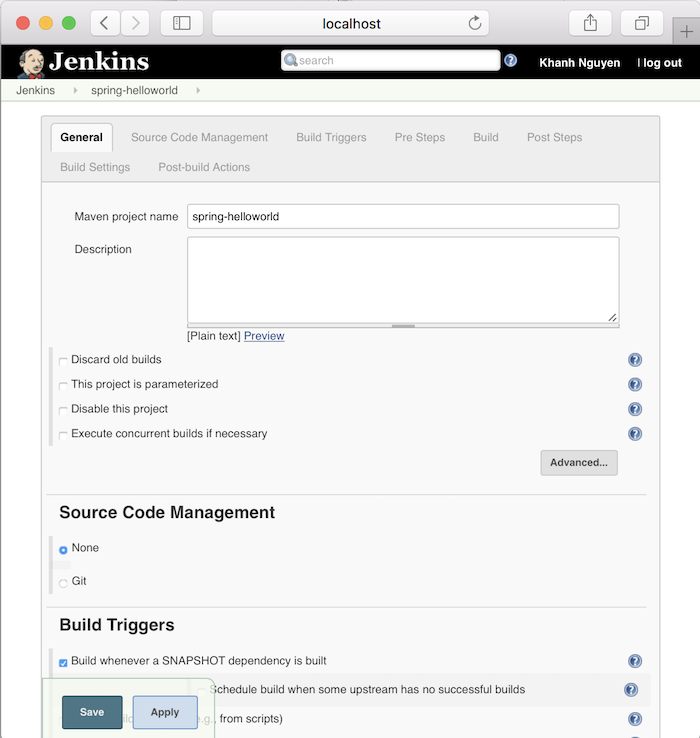 localhost
Jenkins
search
Khanh Nguyen
| log out
Jenkins
spring-helloworld
General
Source Code Management
Build Triggers
Pre Steps
Build
Post Steps
Build Settings
Post-build Actions
Maven project name
spring-helloworld
Description
[Plain text] Preview
Discard old builds
This project is parameterized
Disable this project
Execute concurrent builds if necessary
Advanced...
Source Code Management
None
Git
Build Triggers
Build whenever a SNAPSHOT dependency is built
Schedule build when some upstream has no successful builds
Save
Apply
from scripts)